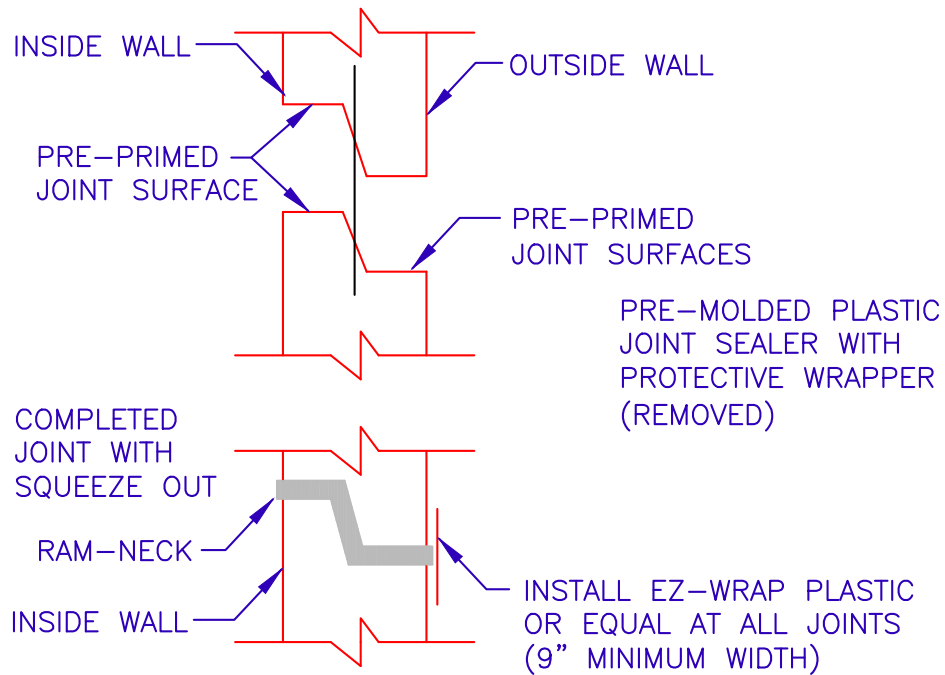 INSIDE WALL
OUTSIDE WALL
PRE-PRIMED
JOINT SURFACE
PRE-PRIMED
JOINT SURFACES
PRE-MOLDED PLASTIC
JOINT SEALER WITH
PROTECTIVE WRAPPER
(REMOVED)
COMPLETED
JOINT WITH
SQUEEZE OUT
RAM-NECK
INSIDE WALL
INSTALL EZ-WRAP PLASTIC
OR EQUAL AT ALL JOINTS
(9" MINIMUM WIDTH)